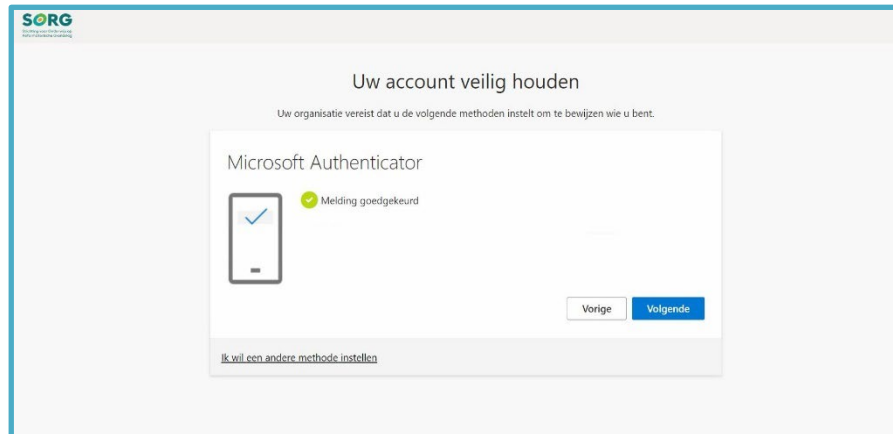 SORG
Uw account veilig houden
Uw organisatie vereist dat u de volgende methoden instelt om te bewijzen wie u bent.
Microsoft Authenticator
Melding goedgekeurd
Vorige
Volgende
Ik wil een andere methode instellen